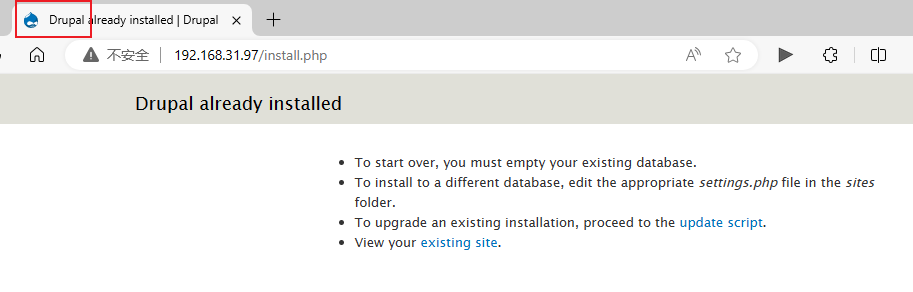 Drupal already installed | Drupal
不安全 192.168.31.97/install.php
Drupal already installed
To start over, you must empty your existing database.
To install to a different database, edit the appropriate settings.php file in the sites
folder.
To upgrade an existing installation, proceed to the update script.
View your existing site.